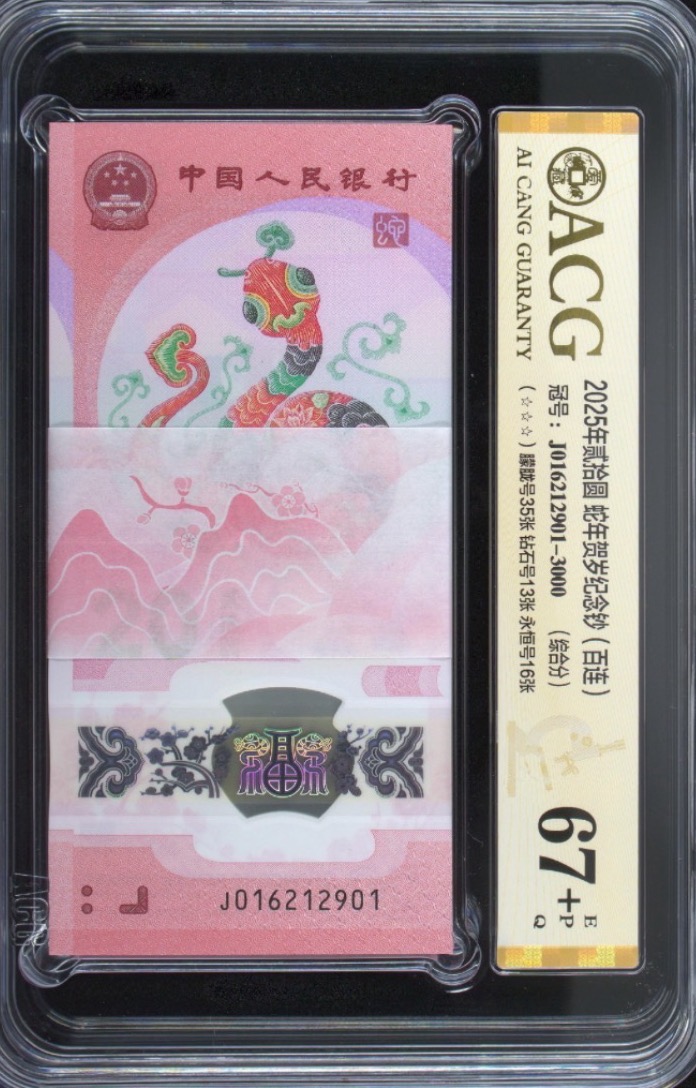 中国人民银行
J016212901
ACG
AI CANG GUARANTY
2025年贰拾圆 蛇年贺岁纪念钞（百连）
冠号：J016212901-3000 （综合分）
（☆☆☆）朦胧号35张 钻石号13张 永恒号16张
67+
E
P
Q